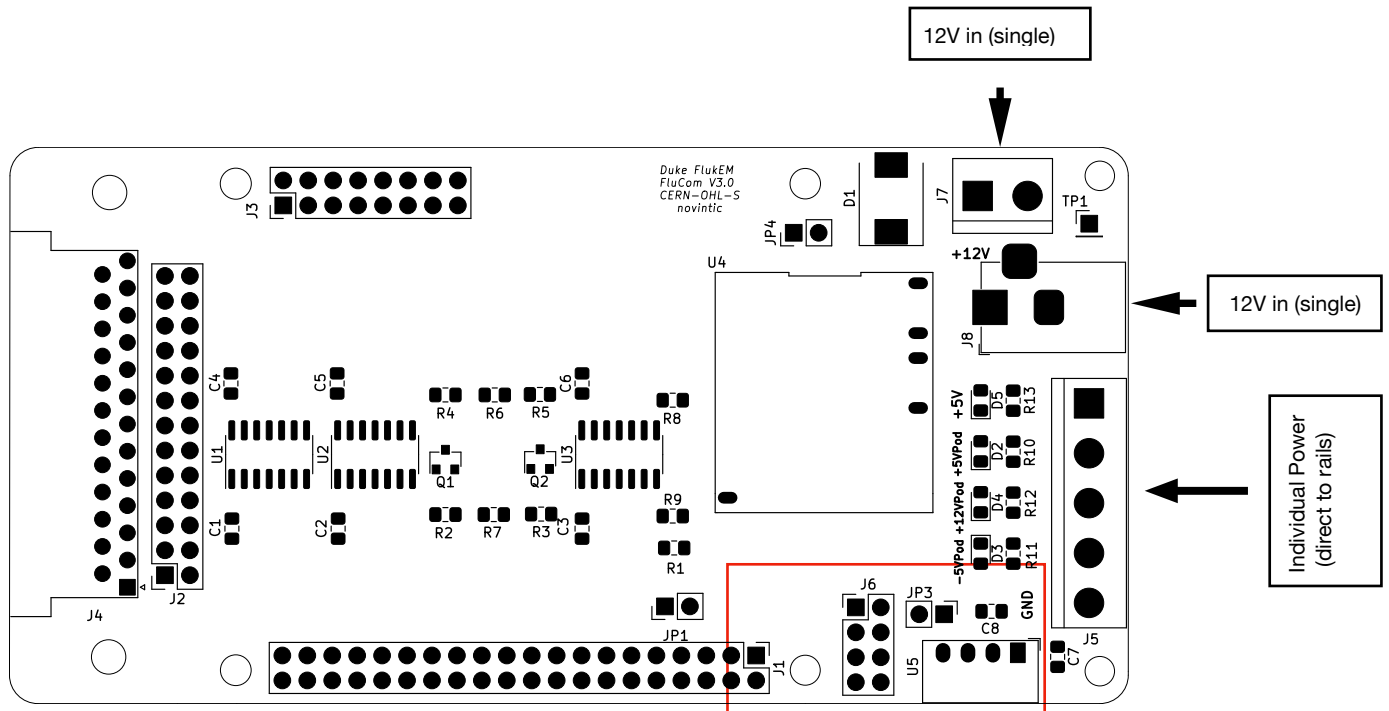 12V in (single)
Duke FlukEM
FluCom V3.0
CERN-OHL-S
novintic
J3
D1
J7
TP1
JP4
+12V
U4
12V in (single)
J8
C4
C5
C6
R4
R6
R5
R8
+5V
D5
R13
Individual Power
(direct to rails)
U1
U2
U3
Q1
Q2
+5VPod
D2
R10
+12VPod
D4
R12
C1
C2
R2
R7
R3
C3
R9
R1
-5VPod
D3
R11
J2
J4
JP1
J6
JP3
C8
GND
J5
J1
U5
C7